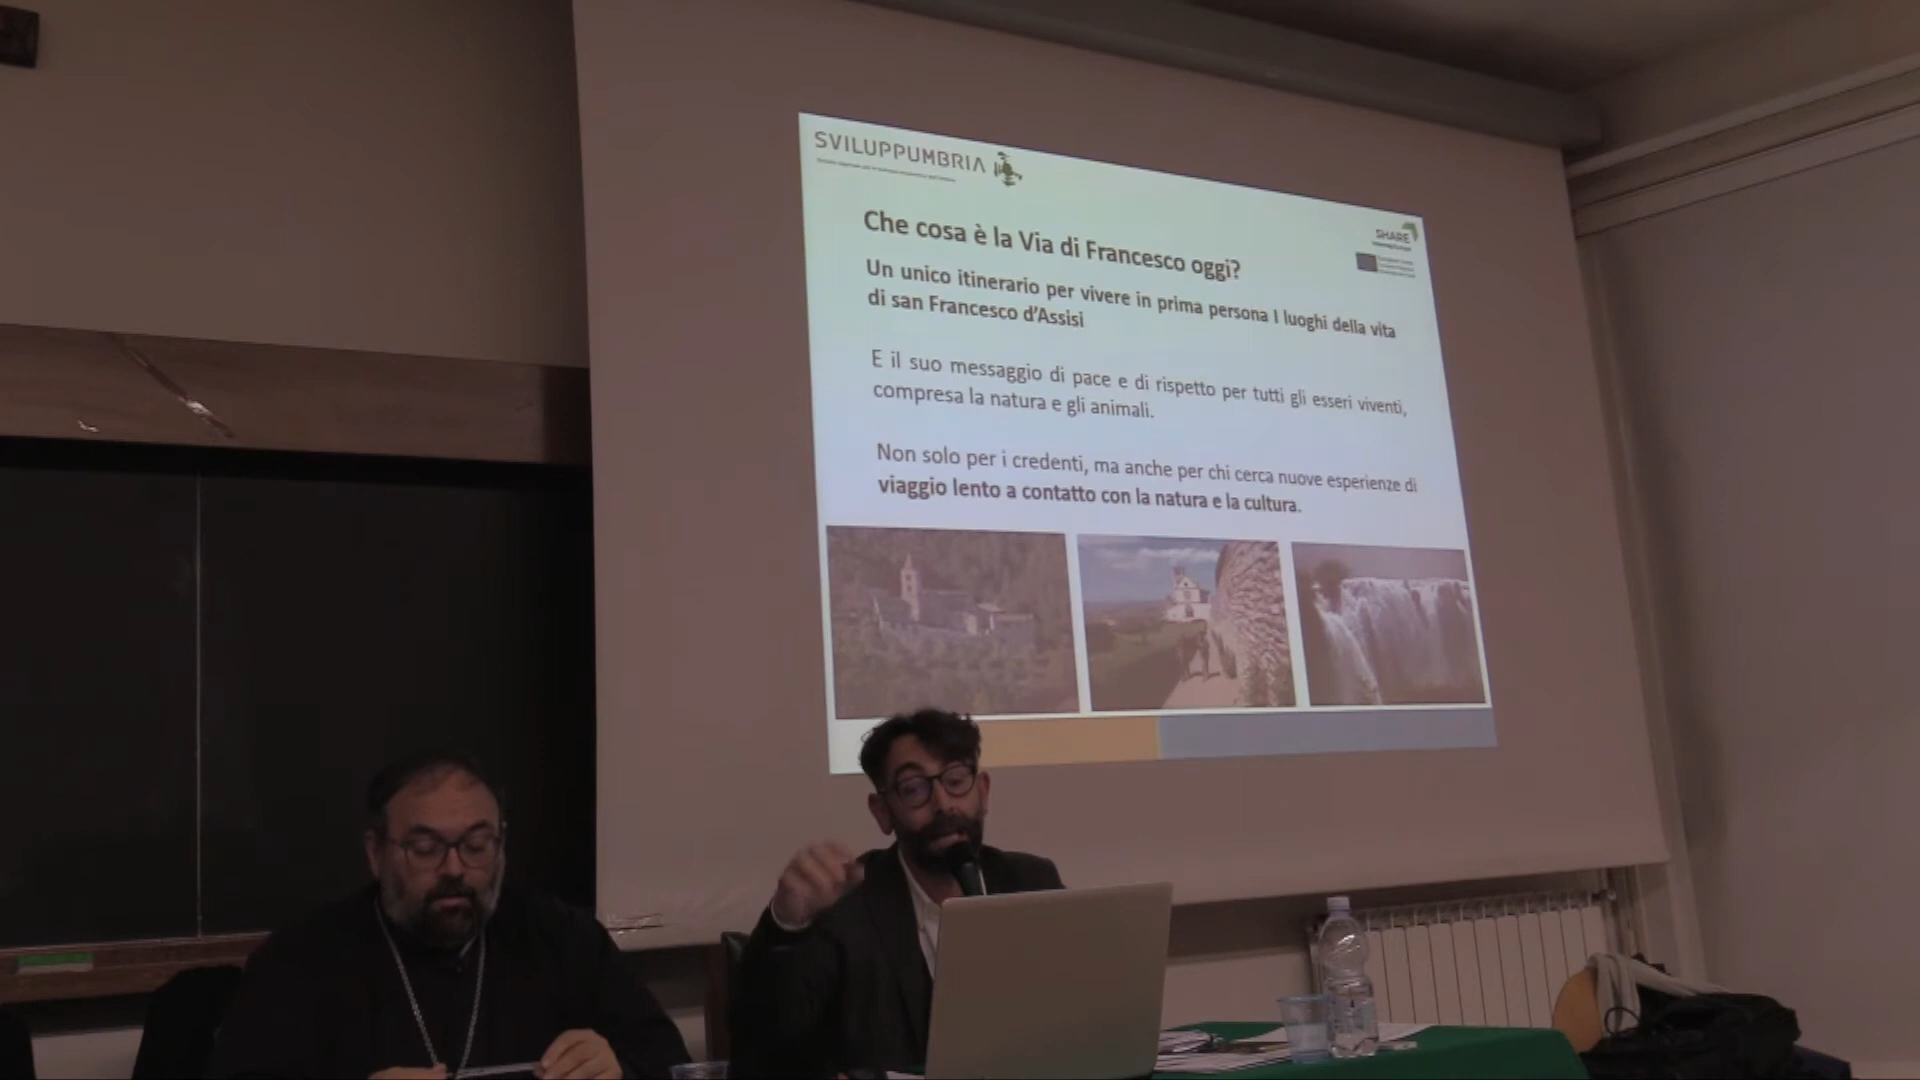 SVILUPPUMBRIA
SHARE
Che cosa è la Via di Francesco oggi?
Un unico itinerario per vivere in prima persona I luoghi della vita
di san Francesco d'Assisi
E il suo messaggio di pace e di rispetto per tutti gli esseri viventi,
compresa la natura e gli animali.
Non solo per i credenti, ma anche per chi cerca nuove esperienze di
viaggio lento a contatto con la natura e la cultura.